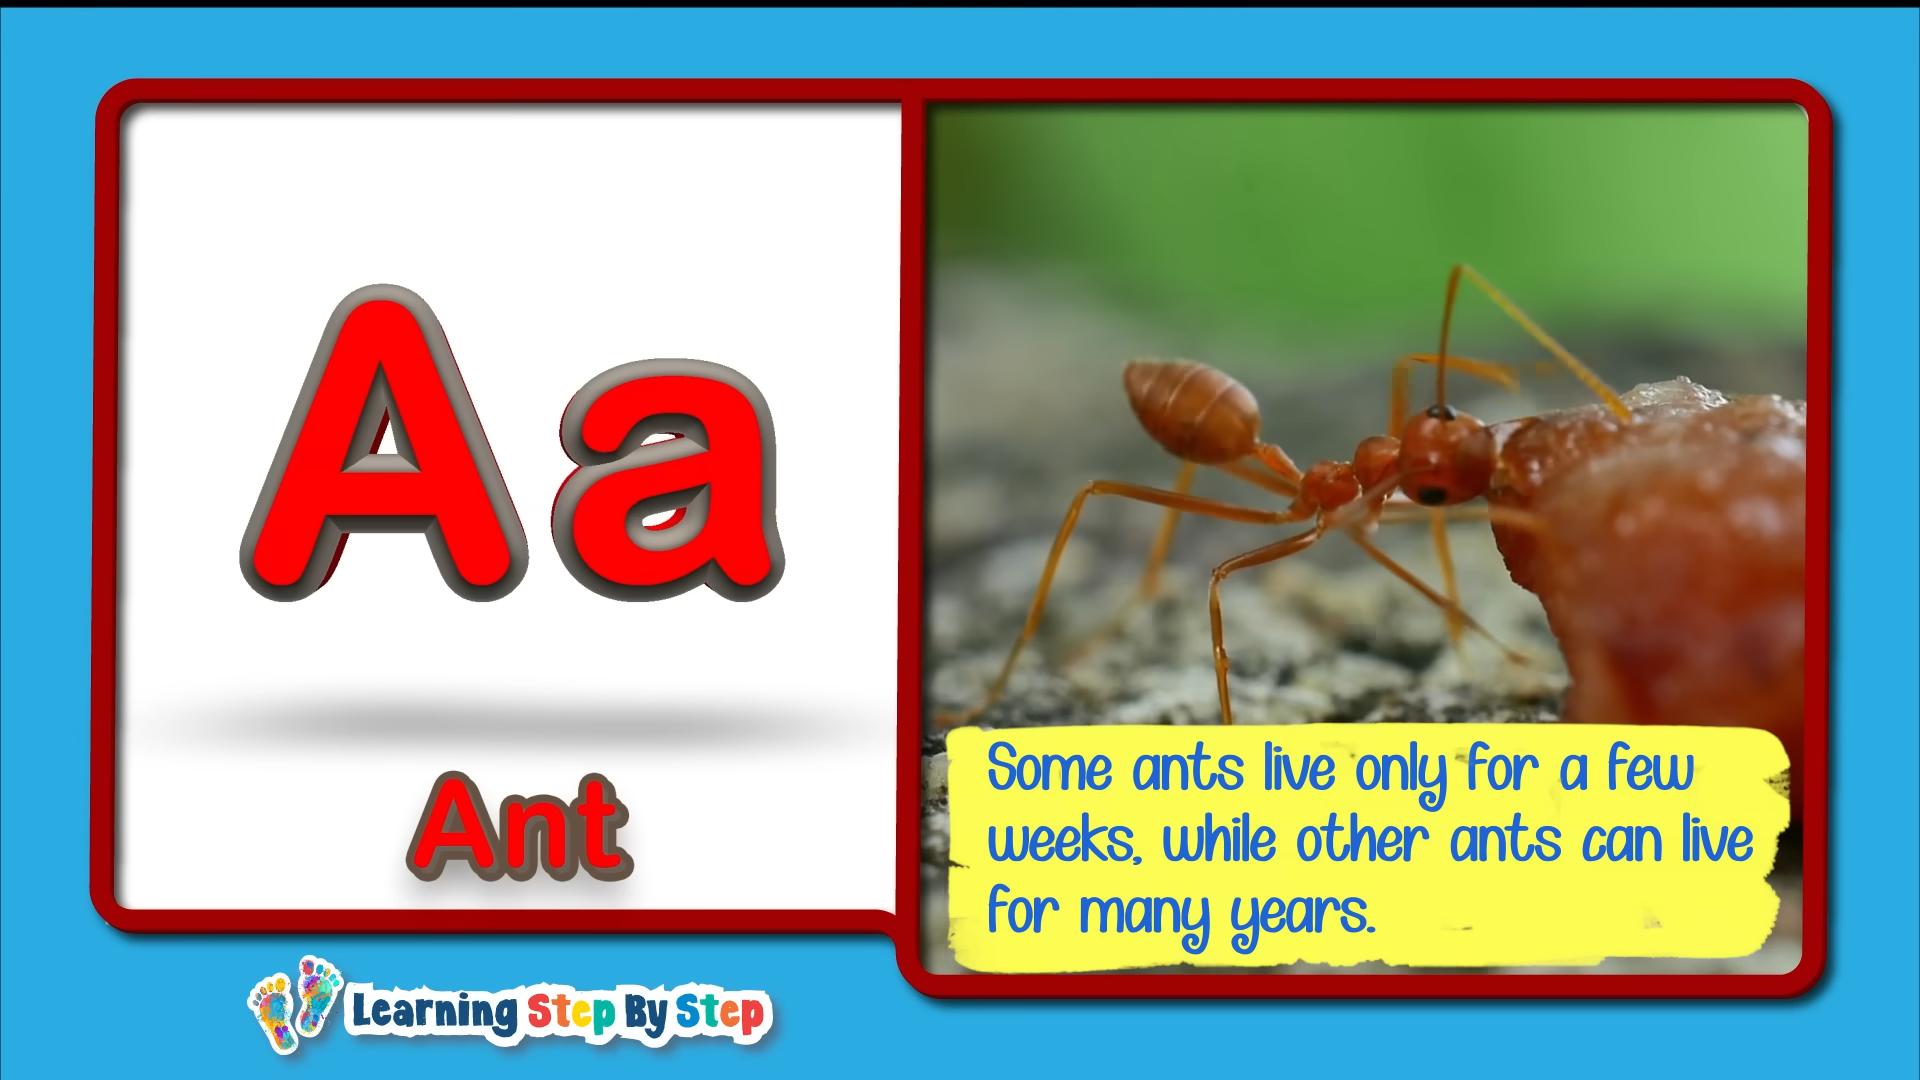 Aa
Ant
Some ants live only for a few
weeks, while other ants can live
for many years.
Learning Step By Step